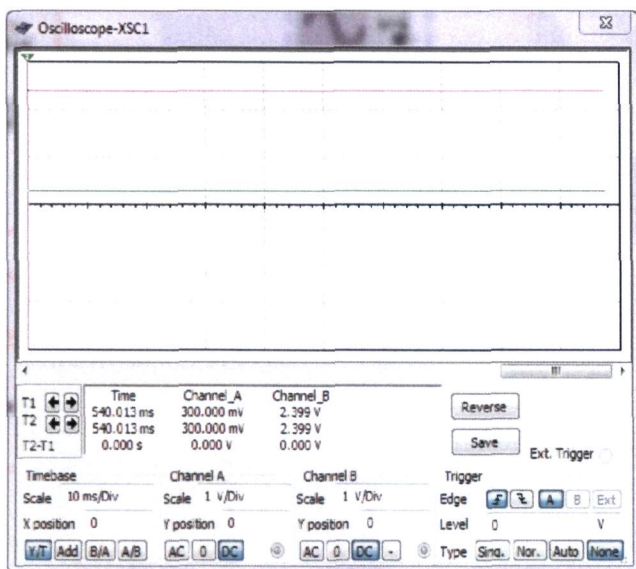 Oscilloscope-XSC1
Time Channel_A Channel_B
T1 540.013 ms 300.000 mV 2.399 V
T2 540.013 ms 300.000 mV 2.399 V
T2-T1 0.000 s 0.000 V 0.000 V
Reverse
Save
Ext. Trigger
Timebase Channel A Channel B Trigger
Scale 10 ms/Div Scale 1 V/Div Scale 1 V/Div Edge A B Ext
X position 0 Y position 0 Y position 0 Level 0 V
Y/T Add B/A A/B AC 0 DC AC 0 DC - Type Sing. Nor. Auto None